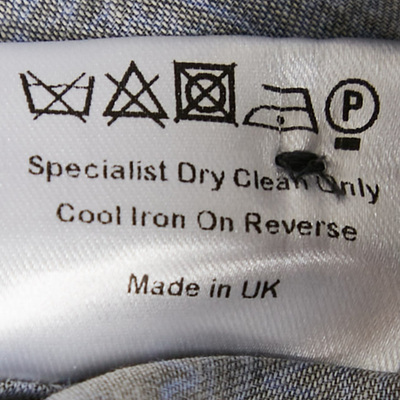 P
Specialist Dry Clean Only
Cool Iron On Reverse
Made in UK